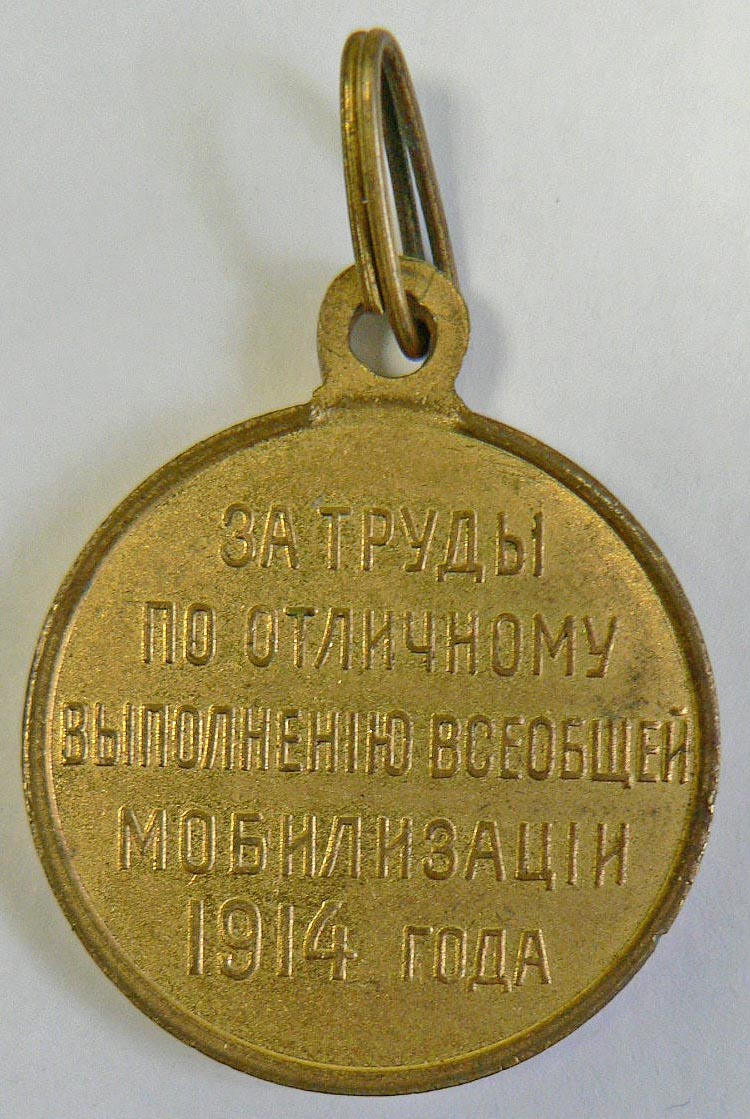 ЗА ТРУДЫ
ПО ОТЛИЧНОМУ
ВЫПОЛНЕНІЮ ВСЕОБЩЕЙ
МОБИЛИЗАЦІИ
1914 ГОДА